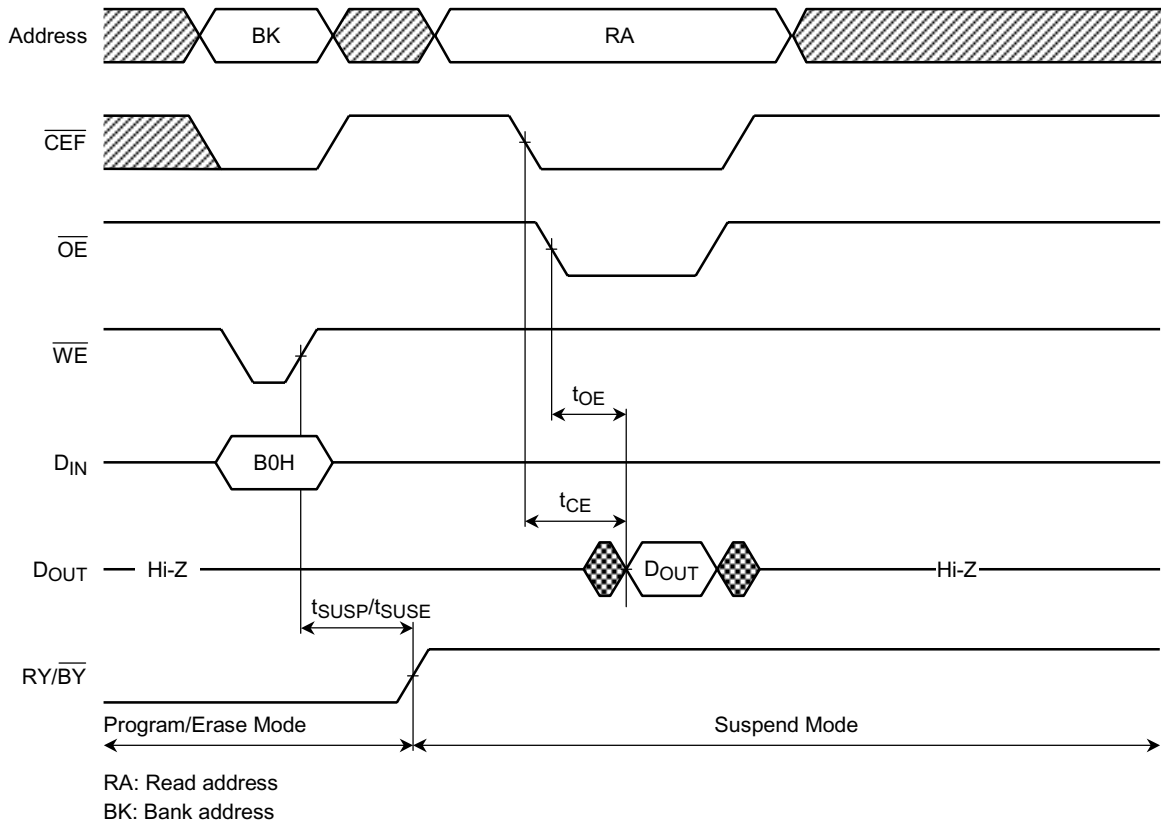 Address BK RA
CEF
OE
WE
tOE
DIN B0H
tCE
DOUT Hi-Z DOUT Hi-Z
tSUSP/tSUSE
RY/BY
Program/Erase Mode Suspend Mode
RA: Read address
BK: Bank address